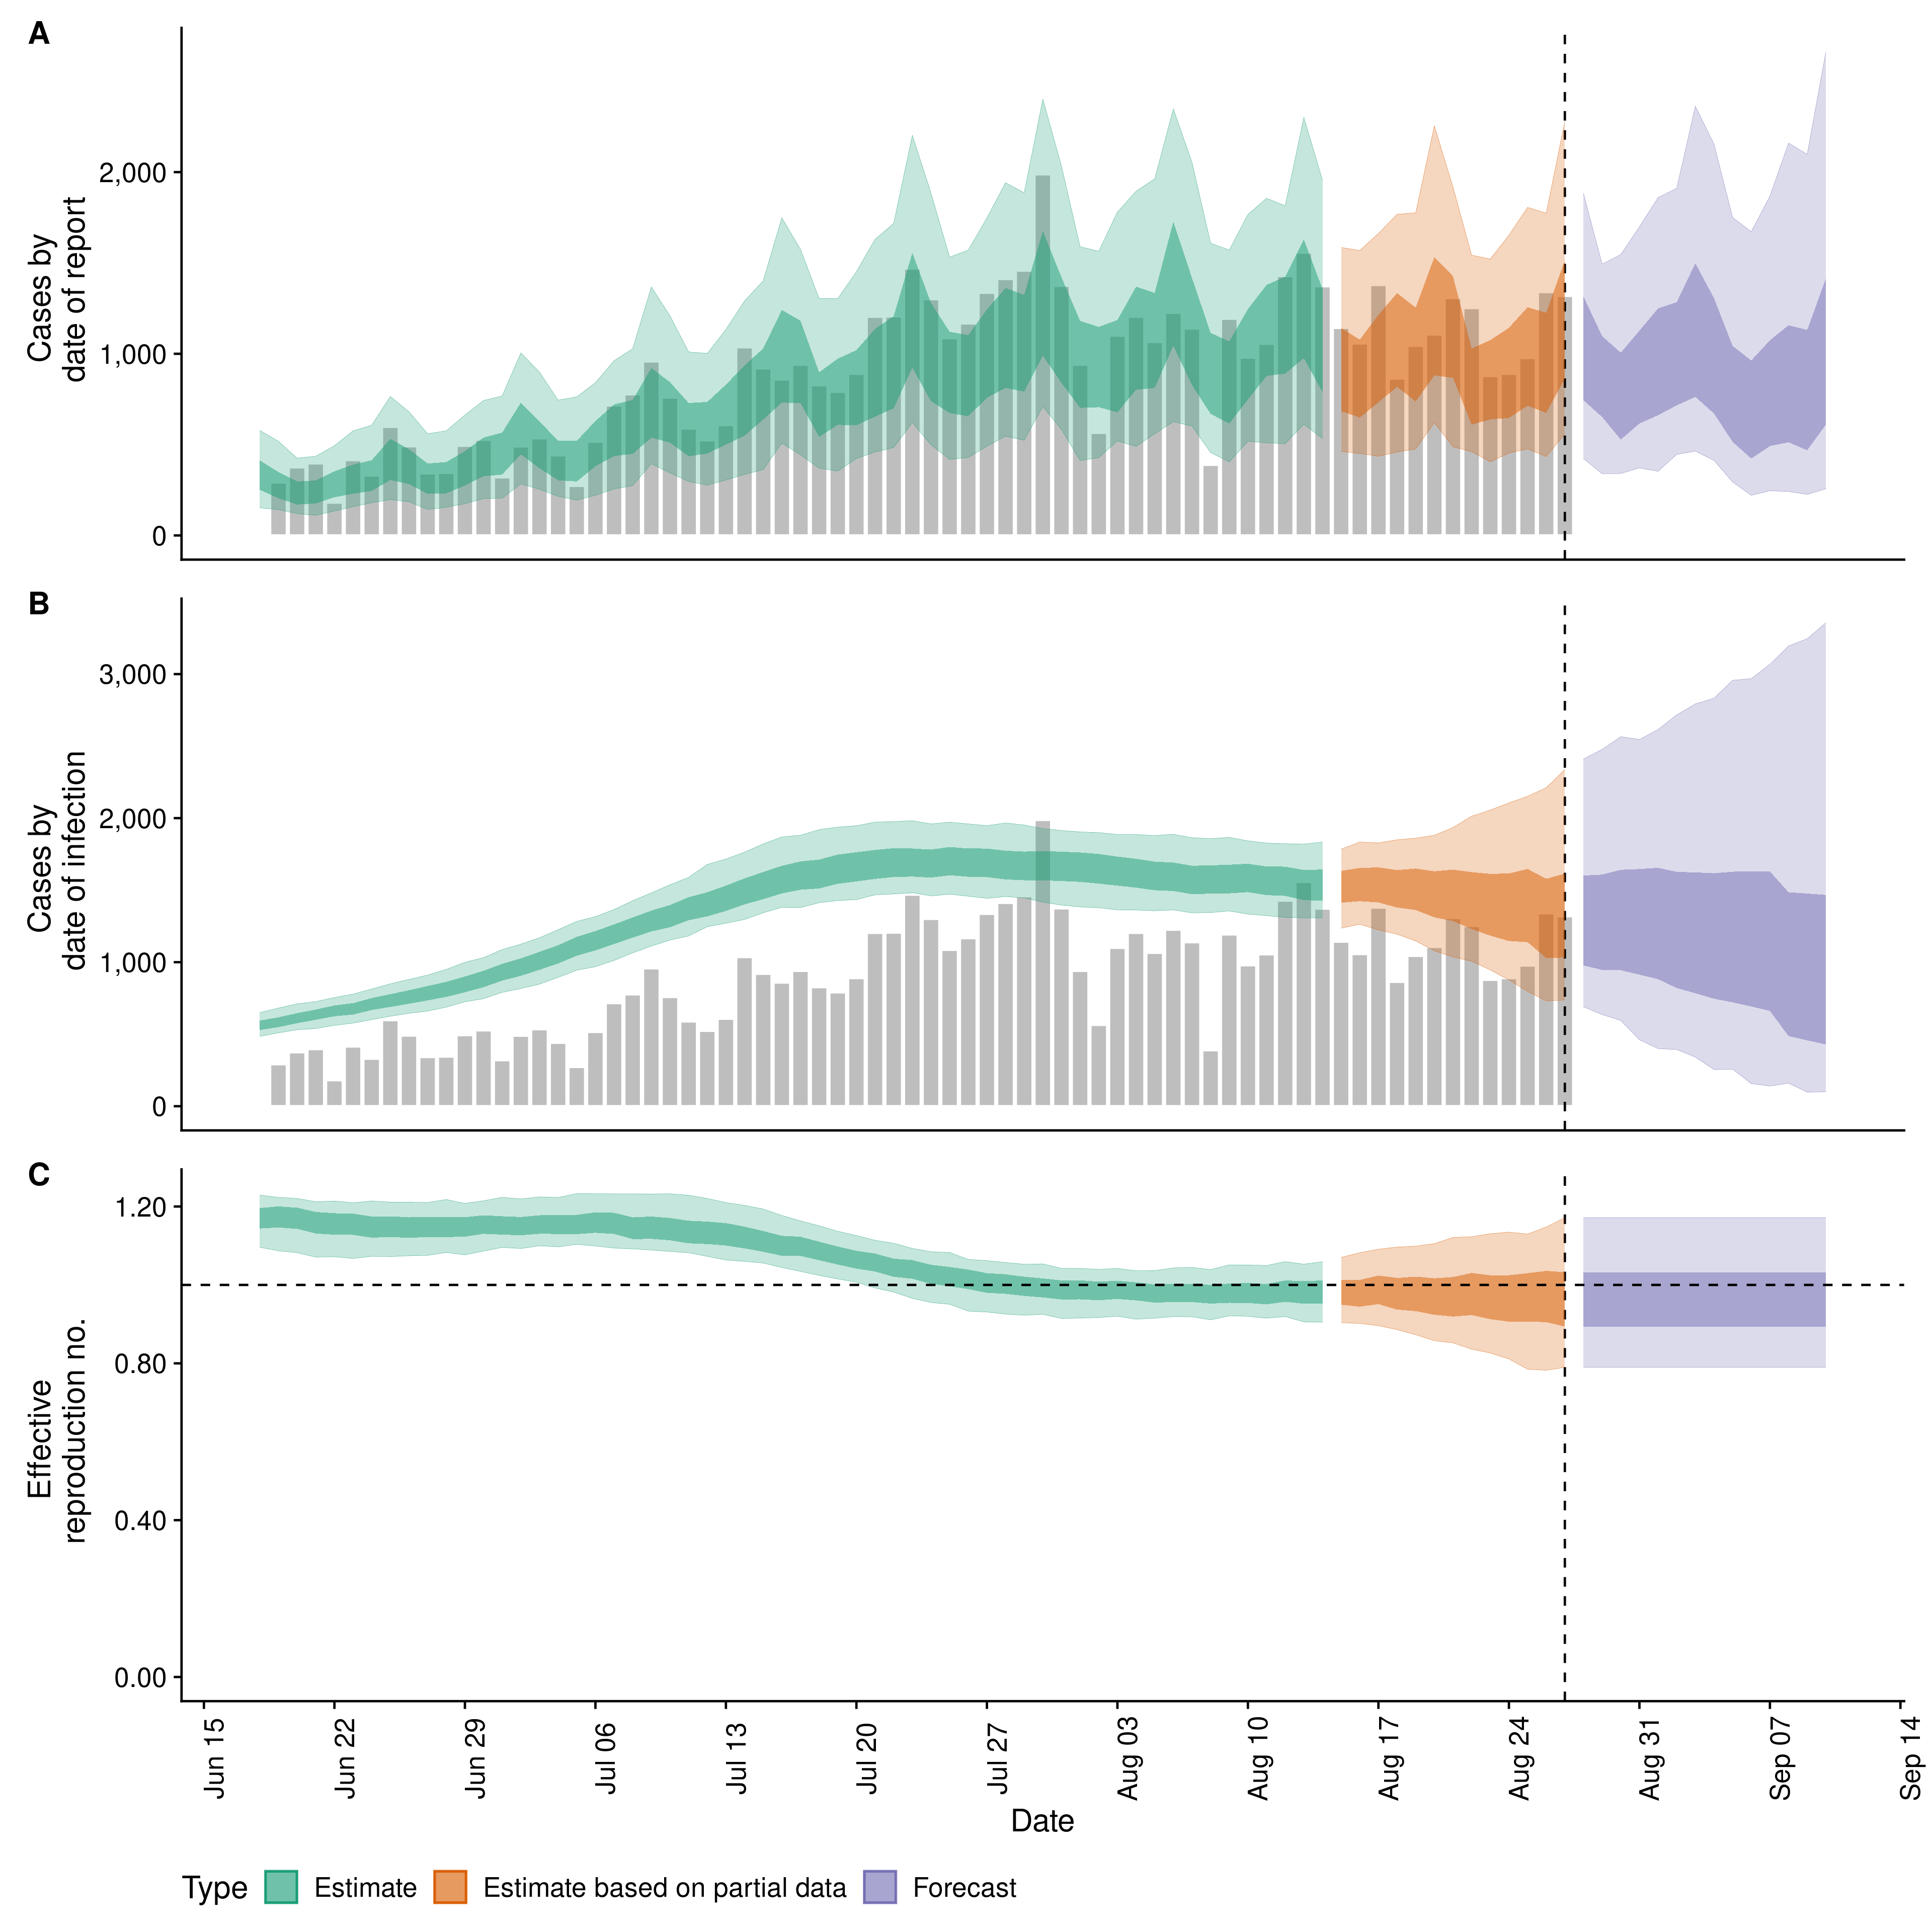 A
Cases by
date of report
2,000
1,000
0
B
Cases by
date of infection
3,000
2,000
1,000
0
C
Effective
reproduction no.
1.20
0.80
0.40
0.00
Jun 15
Jun 22
Jun 29
Jul 06
Jul 13
Jul 20
Jul 27
Aug 03
Aug 10
Aug 17
Aug 24
Aug 31
Sep 07
Sep 14
Date
Type Estimate Estimate based on partial data Forecast